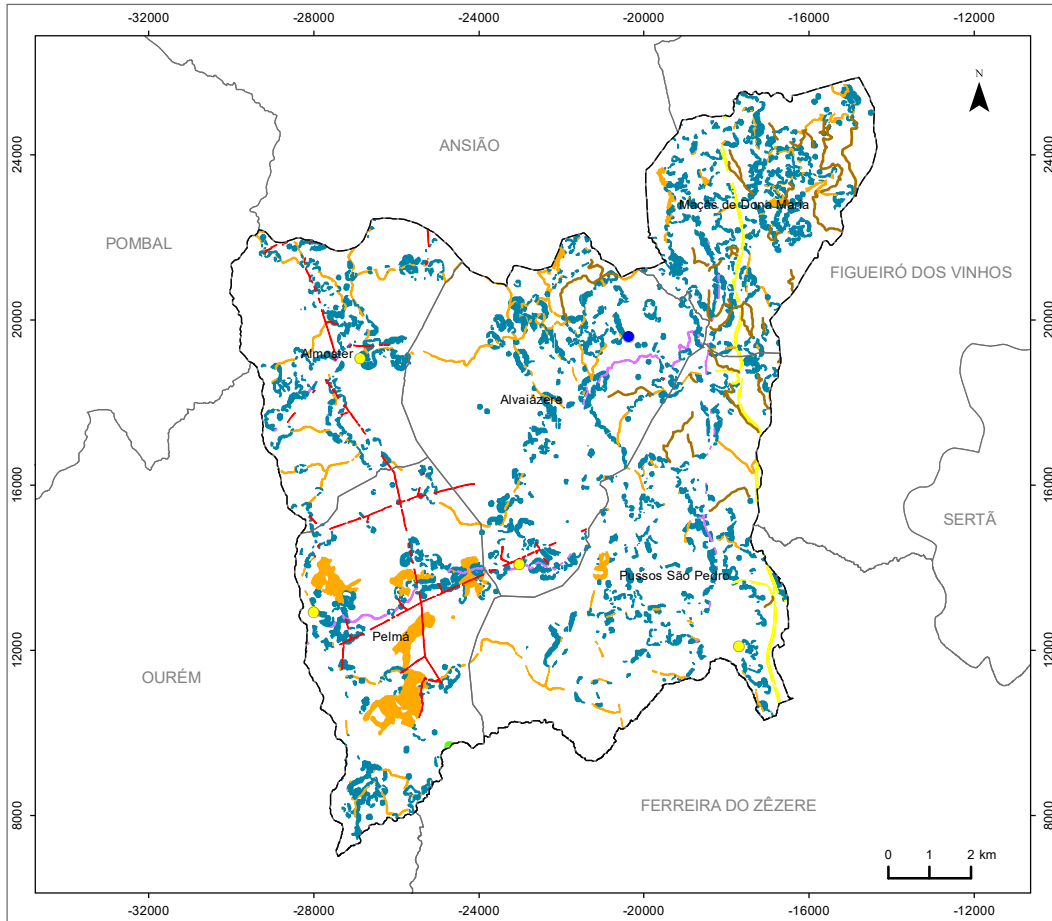 -32000 -28000 -24000 -20000 -16000 -12000
N
24000 24000
ANSIÃO
Maçãs de Dona Maria
POMBAL
FIGUEIRÓ DOS VINHOS
20000 20000
Almoster
Alvaiázere
16000 16000
SERTÃ
Pussos São Pedro
Pelmá
12000 12000
OURÉM
FERREIRA DO ZÊZERE
8000 8000
0 1 2 km
-32000 -28000 -24000 -20000 -16000 -12000